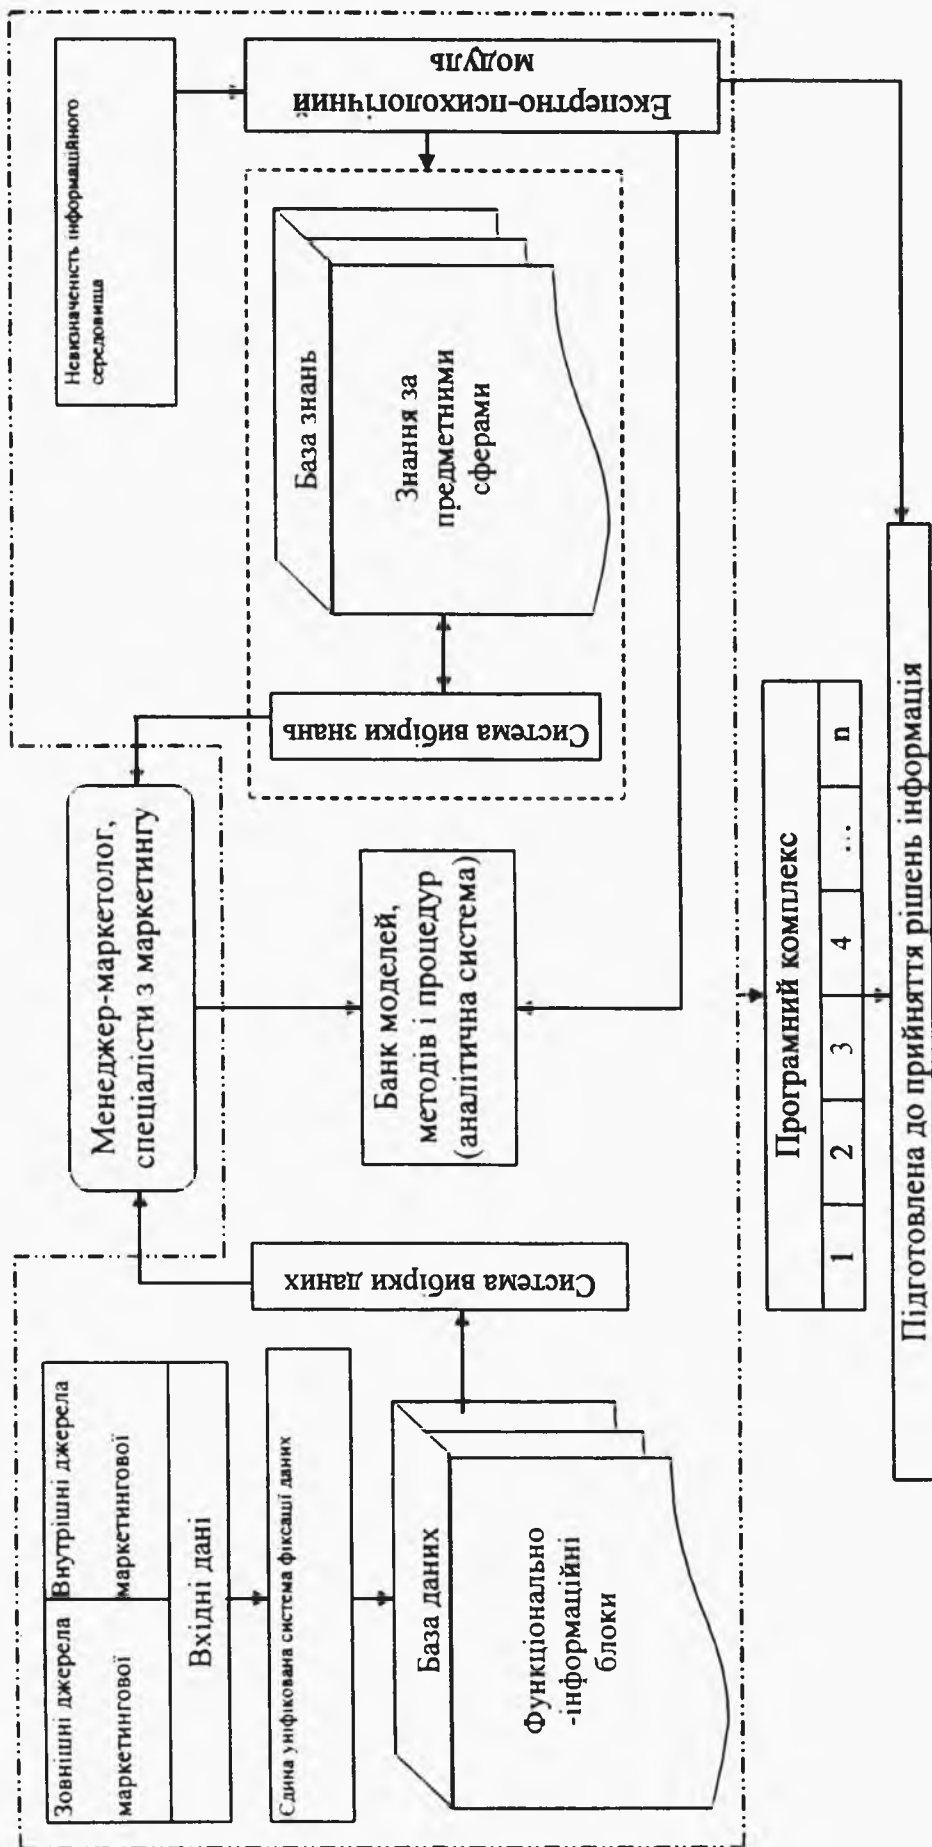 Зовнішні джерела
маркетингової
Внутрішні джерела
маркетингової
Вхідні дані
Єдина уніфікована система фіксації даних
База даних
Функціонально
-інформаційні
блоки
Система вибірки даних
Менеджер-маркетолог,
спеціалісти з маркетингу
Банк моделей,
методів і процедур
(аналітична система)
Система вибірки знань
База знань
Знання за
предметними
сферами
Невизначеність інформаційного
середовища
Експертно-психологічний
модуль
Програмний комплекс
1 2 3 4 ... n
Підготовлена до прийняття рішень інформація